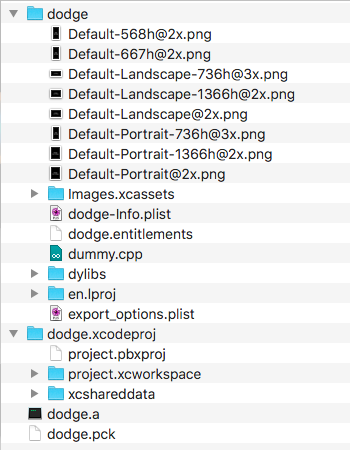 dodge
Default-568h@2x.png
Default-667h@2x.png
Default-Landscape-736h@3x.png
Default-Landscape-1366h@2x.png
Default-Landscape@2x.png
Default-Portrait-736h@3x.png
Default-Portrait-1366h@2x.png
Default-Portrait@2x.png
Images.xcassets
dodge-Info.plist
dodge.entitlements
dummy.cpp
dylibs
en.lproj
export_options.plist
dodge.xcodeproj
project.pbxproj
project.xcworkspace
xcshareddata
dodge.a
dodge.pck